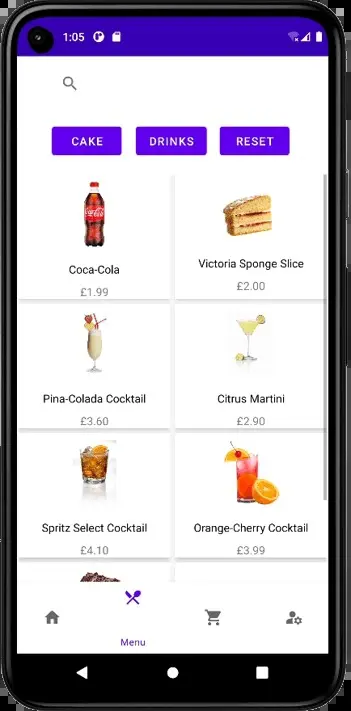 1:05
CAKE DRINKS RESET
Coca-Cola
£1.99
Victoria Sponge Slice
£2.00
Pina-Colada Cocktail
£3.60
Citrus Martini
£2.90
Spritz Select Cocktail
£4.10
Orange-Cherry Cocktail
£3.99
Menu